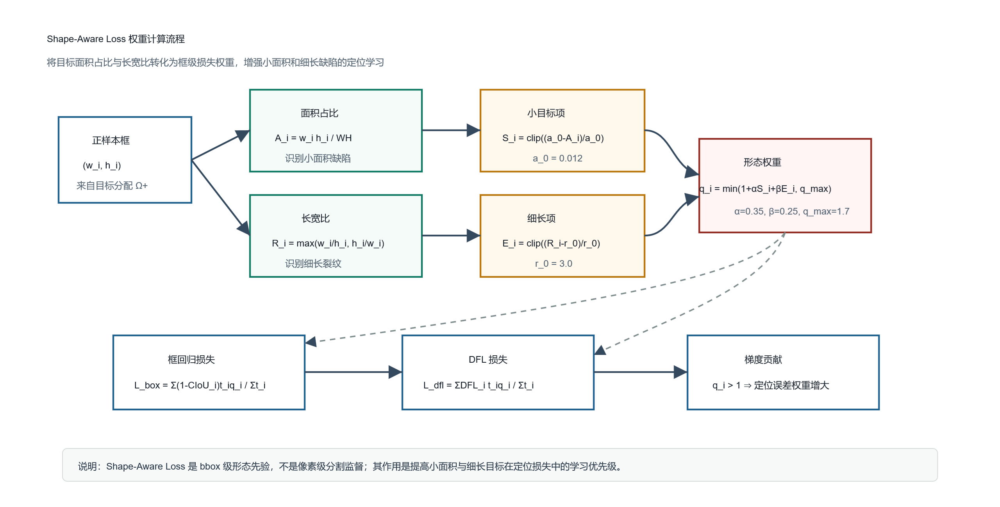 Shape-Aware Loss 权重计算流程
将目标面积占比与长宽比转化为框级损失权重，增强小面积和细长缺陷的定位学习
正样本框
(w_i, h_i)
来自目标分配 Ω+
面积占比
A_i = w_i h_i / WH
识别小面积缺陷
小目标项
S_i = clip((a_0-A_i)/a_0)
a_0 = 0.012
长宽比
R_i = max(w_i/h_i, h_i/w_i)
识别细长裂纹
细长项
E_i = clip((R_i-r_0)/r_0)
r_0 = 3.0
形态权重
q_i = min(1+αS_i+βE_i, q_max)
α=0.35, β=0.25, q_max=1.7
框回归损失
L_box = Σ(1-CIoU_i)t_iq_i / Σt_i
DFL 损失
L_dfl = ΣDFL_i t_iq_i / Σt_i
梯度贡献
q_i > 1 ⇒ 定位误差权重增大
说明：Shape-Aware Loss 是 bbox 级形态先验，不是像素级分割监督；其作用是提高小面积与细长目标在定位损失中的学习优先级。